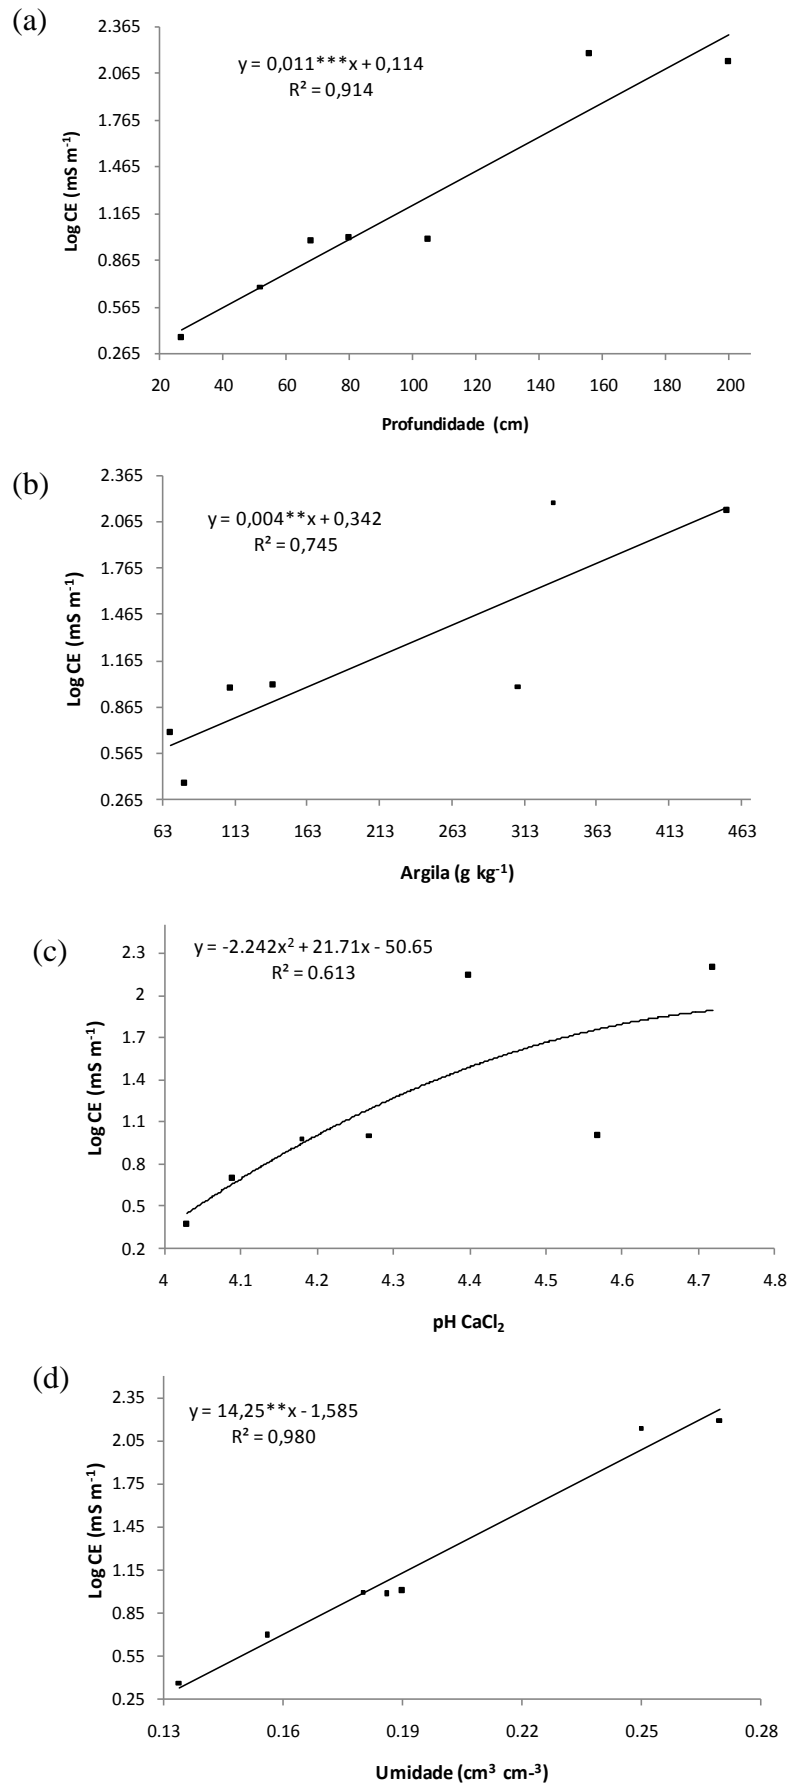 (a)
2.365
2.065
1.765
1.465
1.165
0.865
0.565
0.265
Log CE (mS m⁻¹)
y = 0,011***x + 0,114
R² = 0,914
20 40 60 80 100 120 140 160 180 200
Profundidade (cm)
(b)
2.365
2.065
1.765
1.465
1.165
0.865
0.565
0.265
Log CE (mS m⁻¹)
y = 0,004**x + 0,342
R² = 0,745
63 113 163 213 263 313 363 413 463
Argila (g kg⁻¹)
(c)
2.3
2
1.7
1.4
1.1
0.8
0.5
0.2
Log CE (mS m⁻¹)
y = -2.242x² + 21.71x - 50.65
R² = 0.613
4 4.1 4.2 4.3 4.4 4.5 4.6 4.7 4.8
pH CaCl₂
(d)
2.35
2.05
1.75
1.45
1.15
0.85
0.55
0.25
Log CE (mS m⁻¹)
y = 14,25**x - 1,585
R² = 0,980
0.13 0.16 0.19 0.22 0.25 0.28
Umidade (cm³ cm-³)